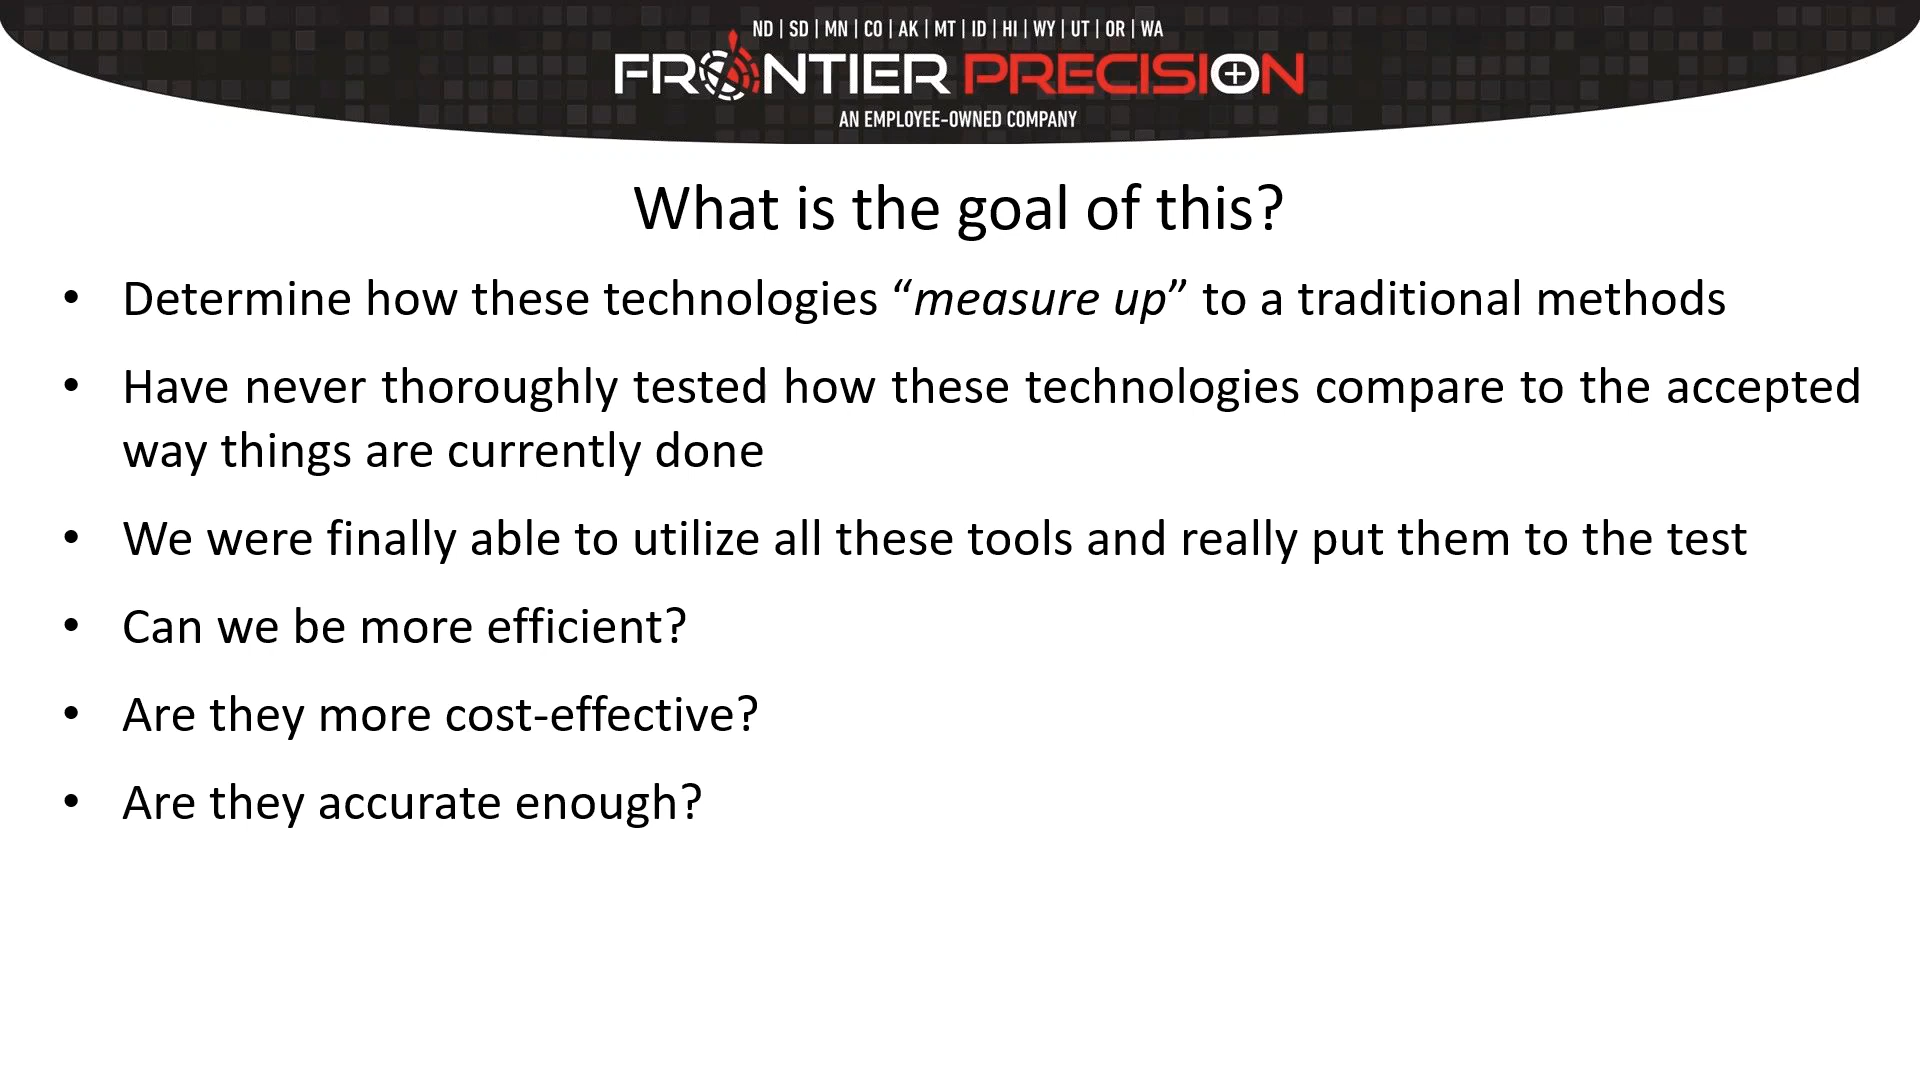 ND | SD | MN | CO | AK | MT | ID | HI | WY | UT | OR | WA
FRONTIER PRECISION
AN EMPLOYEE-OWNED COMPANY
What is the goal of this?
• Determine how these technologies “measure up” to a traditional methods
• Have never thoroughly tested how these technologies compare to the accepted
way things are currently done
• We were finally able to utilize all these tools and really put them to the test
• Can we be more efficient?
• Are they more cost-effective?
• Are they accurate enough?